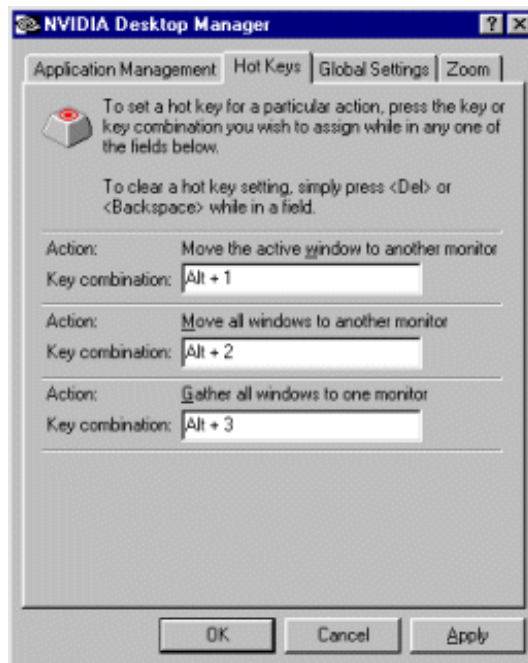 NVIDIA Desktop Manager
Application Management Hot Keys Global Settings Zoom
To set a hot key for a particular action, press the key or
key combination you wish to assign while in any one of
the fields below.
To clear a hot key setting, simply press <Del> or
<Backspace> while in a field.
Action: Move the active window to another monitor
Key combination: Alt + 1
Action: Move all windows to another monitor
Key combination: Alt + 2
Action: Gather all windows to one monitor
Key combination: Alt + 3
OK Cancel Apply